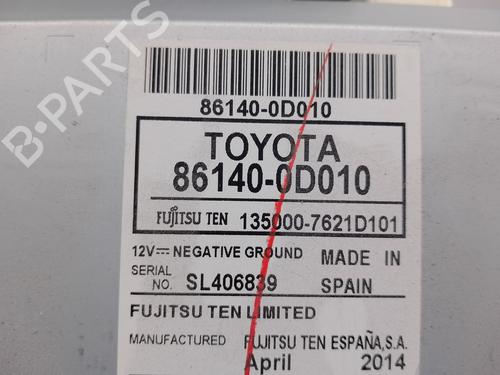 B-PARTS
86140-0D010
TOYOTA
86140-0D010
FUJITSU TEN 135000-7621D101
12V NEGATIVE GROUND MADE IN
SERIAL NO. SL406839 SPAIN
FUJITSU TEN LIMITED
MANUFACTURED FUJITSU TEN ESPAÑA,S.A.
April 2014